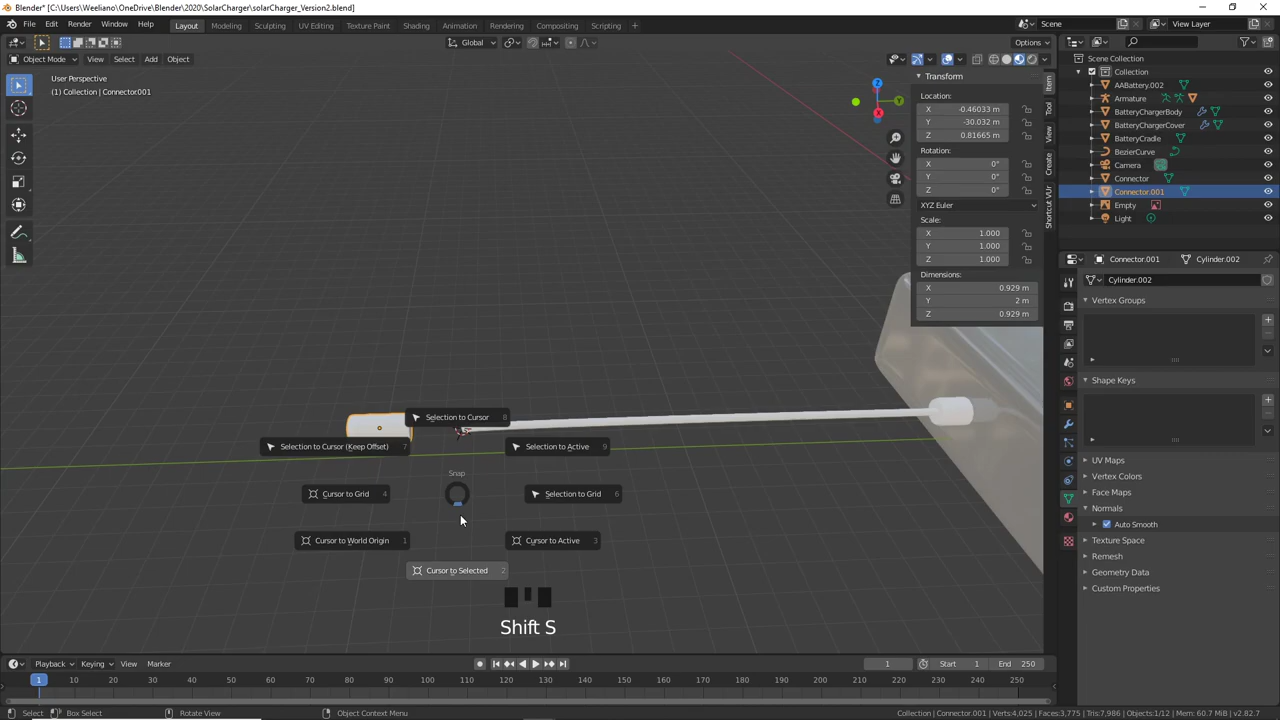 Blender* [C:\Users\Weeliano\OneDrive\Blender\2020\SolarCharger\solarCharger_Version2.blend]
File Edit Render Window Help Layout Modeling Sculpting UV Editing Texture Paint Shading Animation Rendering Compositing Scripting + Scene View Layer
Global Options
Object Mode View Select Add Object
User Perspective
(1) Collection | Connector.001
Z
Y
X
Transform
Location:
X -0.46033 m
Y -30.032 m
Z 0.81665 m
Rotation:
X 0°
Y 0°
Z 0°
XYZ Euler
Scale:
X 1.000
Y 1.000
Z 1.000
Dimensions:
X 0.929 m
Y 2 m
Z 0.929 m
Item
Tool
View
Create
Shortcut VUr
Scene Collection
Collection
AABattery.002
Armature
BatteryChargerBody
BatteryChargerCover
BatteryCradle
BezierCurve
Camera
Connector
Connector.001
Empty
Light
Connector.001 Cylinder.002
Cylinder.002
Vertex Groups
Shape Keys
UV Maps
Vertex Colors
Face Maps
Normals
Auto Smooth
Texture Space
Remesh
Geometry Data
Custom Properties
Selection to Cursor 8
Selection to Cursor (Keep Offset) 7
Selection to Active 9
Snap
Cursor to Grid 4
Selection to Grid 6
Cursor to World Origin 1
Cursor to Active 3
Cursor to Selected 2
Shift S
Playback Keying View Marker 1 Start 1 End 250
1 10 20 30 40 50 60 70 80 90 100 110 120 130 140 150 160 170 180 190 200 210 220 230 240 250
Select Box Select Rotate View Object Context Menu Collection | Connector.001 | Verts:4,025 | Faces:3,775 | Tris:7,986 | Objects:1/12 | Mem: 60.7 MiB | v2.82.7